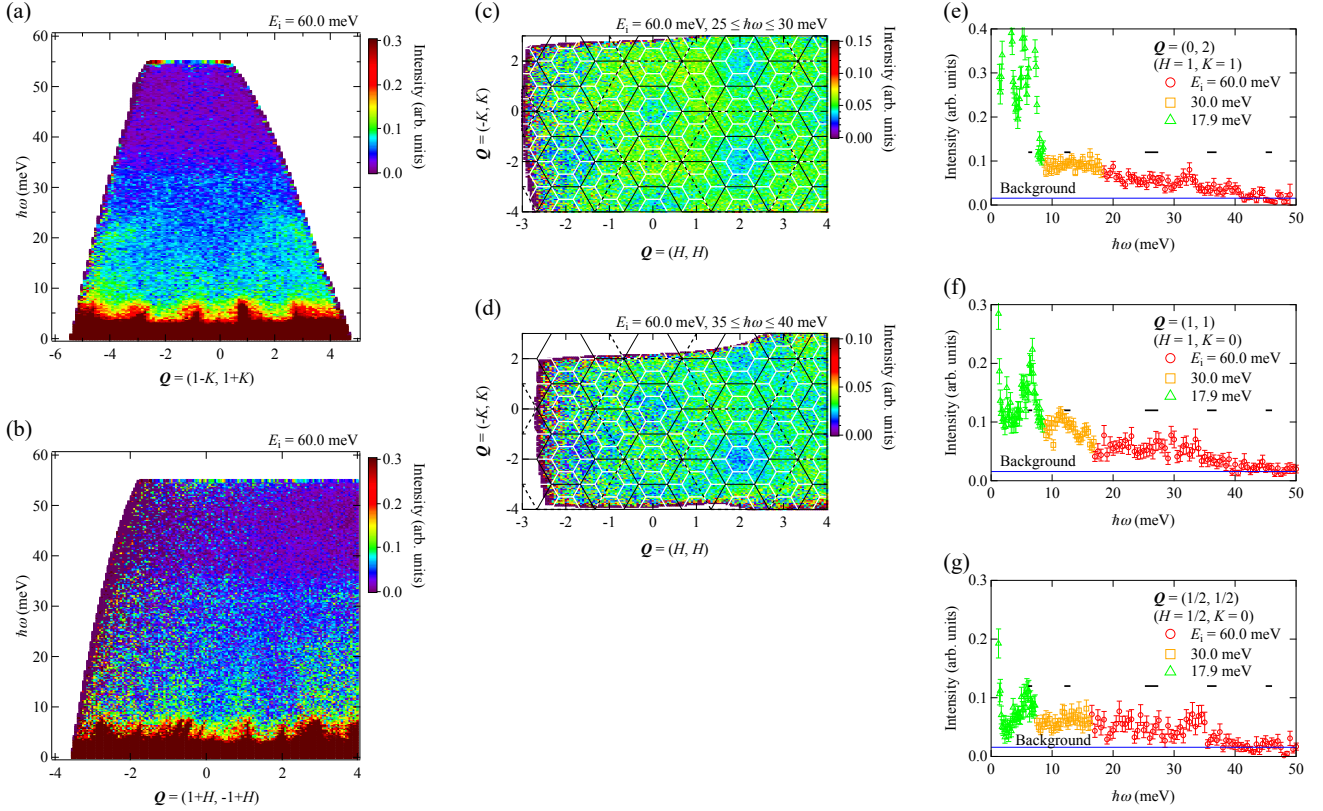 (a)
E_i = 60.0 meV
ħω (meV)
60
50
40
30
20
10
0
-6
-4
-2
0
2
4
Q = (1-K, 1+K)
0.3
0.2
0.1
0.0
Intensity (arb. units)
(b)
E_i = 60.0 meV
ħω (meV)
60
50
40
30
20
10
0
-4
-2
0
2
4
Q = (1+H, -1+H)
0.3
0.2
0.1
0.0
Intensity (arb. units)
(c)
E_i = 60.0 meV, 25 ≤ ħω ≤ 30 meV
Q = (-K, K)
2
0
-2
-4
-3
-2
-1
0
1
2
3
4
Q = (H, H)
0.15
0.10
0.05
0.00
Intensity (arb. units)
(d)
E_i = 60.0 meV, 35 ≤ ħω ≤ 40 meV
Q = (-K, K)
2
0
-2
-4
-3
-2
-1
0
1
2
3
4
Q = (H, H)
0.10
0.05
0.00
Intensity (arb. units)
(e)
Intensity (arb. units)
0.4
0.3
0.2
0.1
0.0
Q = (0, 2)
(H = 1, K = 1)
E_i = 60.0 meV
30.0 meV
17.9 meV
Background
0
10
20
30
40
50
ħω (meV)
(f)
Intensity (arb. units)
0.3
0.2
0.1
0.0
Q = (1, 1)
(H = 1, K = 0)
E_i = 60.0 meV
30.0 meV
17.9 meV
Background
0
10
20
30
40
50
ħω (meV)
(g)
Intensity (arb. units)
0.3
0.2
0.1
0.0
Q = (1/2, 1/2)
(H = 1/2, K = 0)
E_i = 60.0 meV
30.0 meV
17.9 meV
Background
0
10
20
30
40
50
ħω (meV)